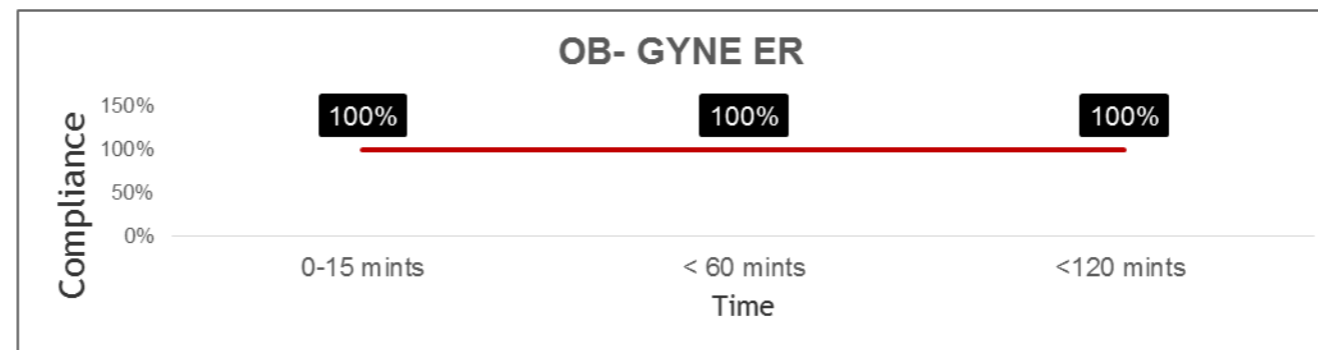 OB- GYNE ER
Compliance
150%
100%
50%
0%
100% 100% 100%
0-15 mints < 60 mints <120 mints
Time